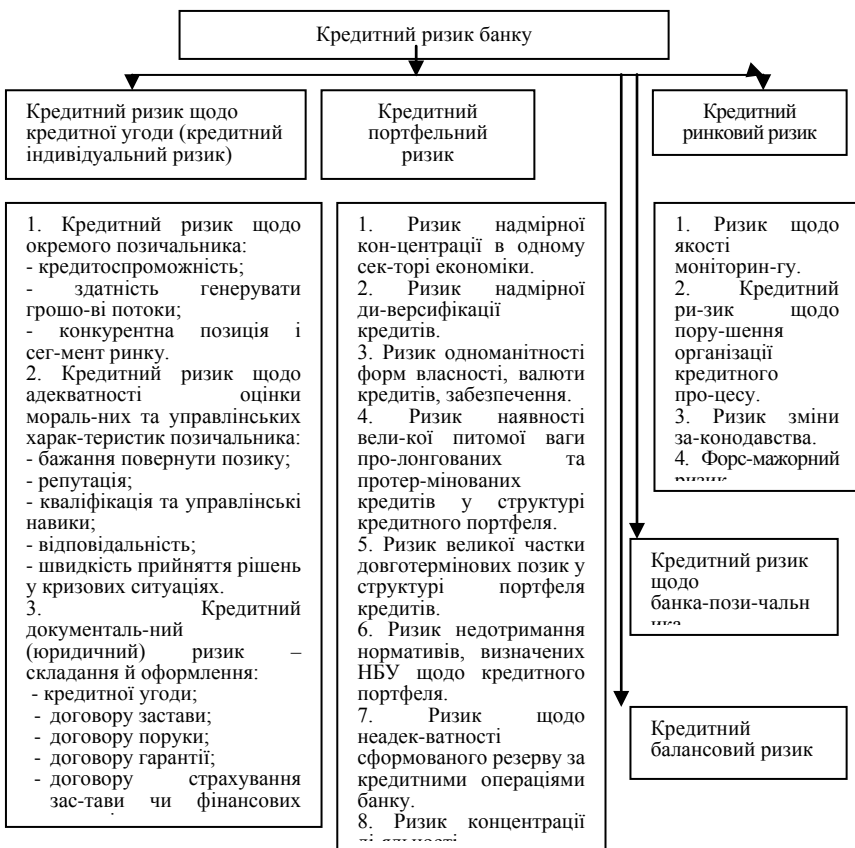 Кредитний ризик банку
Кредитний ризик щодо
кредитної угоди (кредитний
індивідуальний ризик)
Кредитний
портфельний
ризик
Кредитний
ринковий ризик
1. Кредитний ризик щодо
окремого позичальника:
- кредитоспроможність;
- здатність генерувати
грошо-ві потоки;
- конкурентна позиція і
сег-мент ринку.
2. Кредитний ризик щодо
адекватності оцінки
мораль-них та управлінських
харак-теристик позичальника:
- бажання повернути позику;
- репутація;
- кваліфікація та управлінські
навики;
- відповідальність;
- швидкість прийняття рішень
у кризових ситуаціях.
3. Кредитний
документаль-ний
(юридичний) ризик –
складання й оформлення:
- кредитної угоди;
- договору застави;
- договору поруки;
- договору гарантії;
- договору страхування
зас-тави чи фінансових
1. Ризик надмірної
кон-центрації в одному
сек-торі економіки.
2. Ризик надмірної
ди-версифікації
кредитів.
3. Ризик одноманітності
форм власності, валюти
кредитів, забезпечення.
4. Ризик наявності
вели-кої питомої ваги
про-лонгованих та
протер-мінованих
кредитів у структурі
кредитного портфеля.
5. Ризик великої частки
довготермінових позик у
структурі портфеля
кредитів.
6. Ризик недотримання
нормативів, визначених
НБУ щодо кредитного
портфеля.
7. Ризик щодо
неадек-ватності
сформованого резерву за
кредитними операціями
банку.
8. Ризик концентрації
1. Ризик щодо
якості
моніторин-гу.
2. Кредитний
ри-зик щодо
пору-шення
організації
кредитного
про-цесу.
3. Ризик зміни
за-конодавства.
4. Форс-мажорний
ризик
Кредитний ризик
щодо
банка-пози-чальн
ика
Кредитний
балансовий ризик